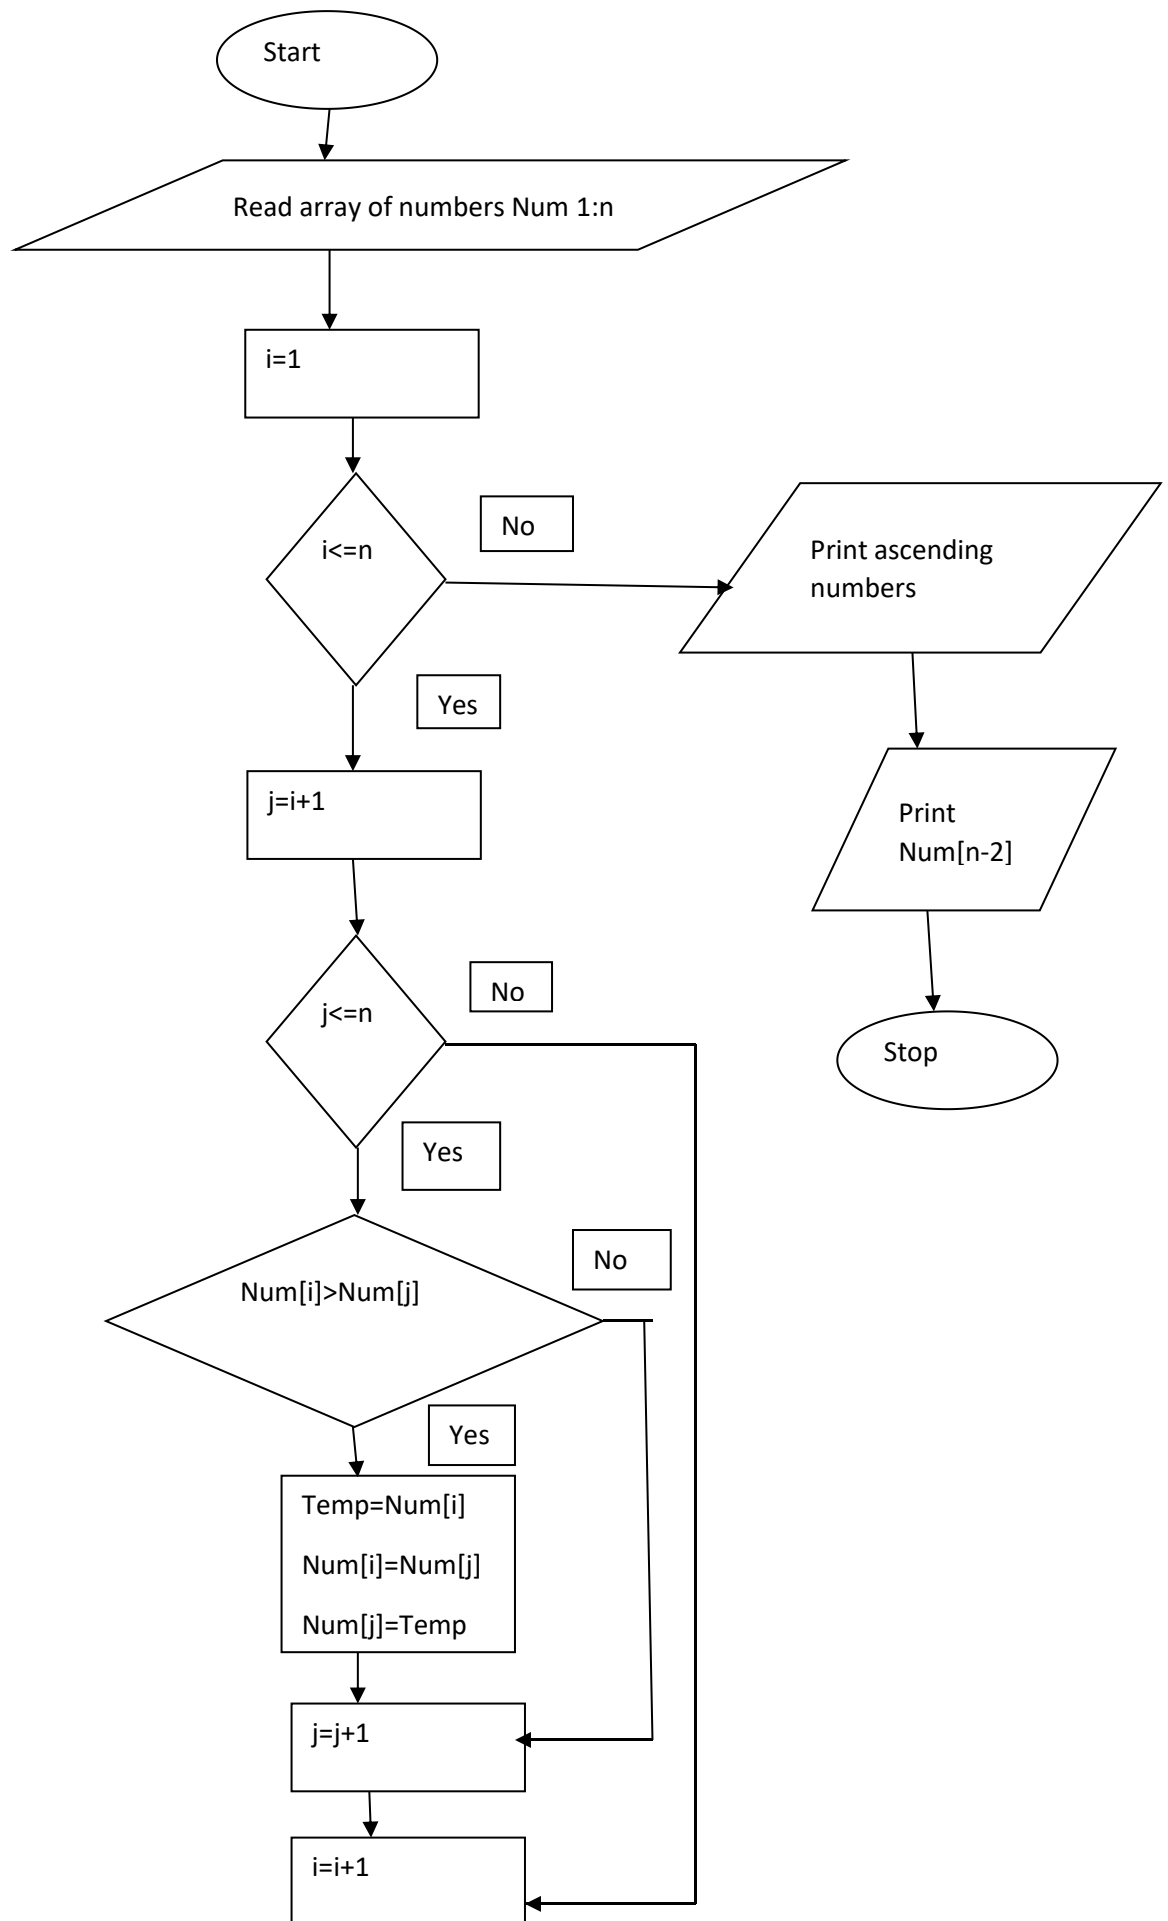 Start
Read array of numbers Num 1:n
i=1
i<=n
No
Print ascending
numbers
Yes
j=i+1
Print
Num[n-2]
j<=n
No
Stop
Yes
Num[i]>Num[j]
No
Yes
Temp=Num[i]
Num[i]=Num[j]
Num[j]=Temp
j=j+1
i=i+1